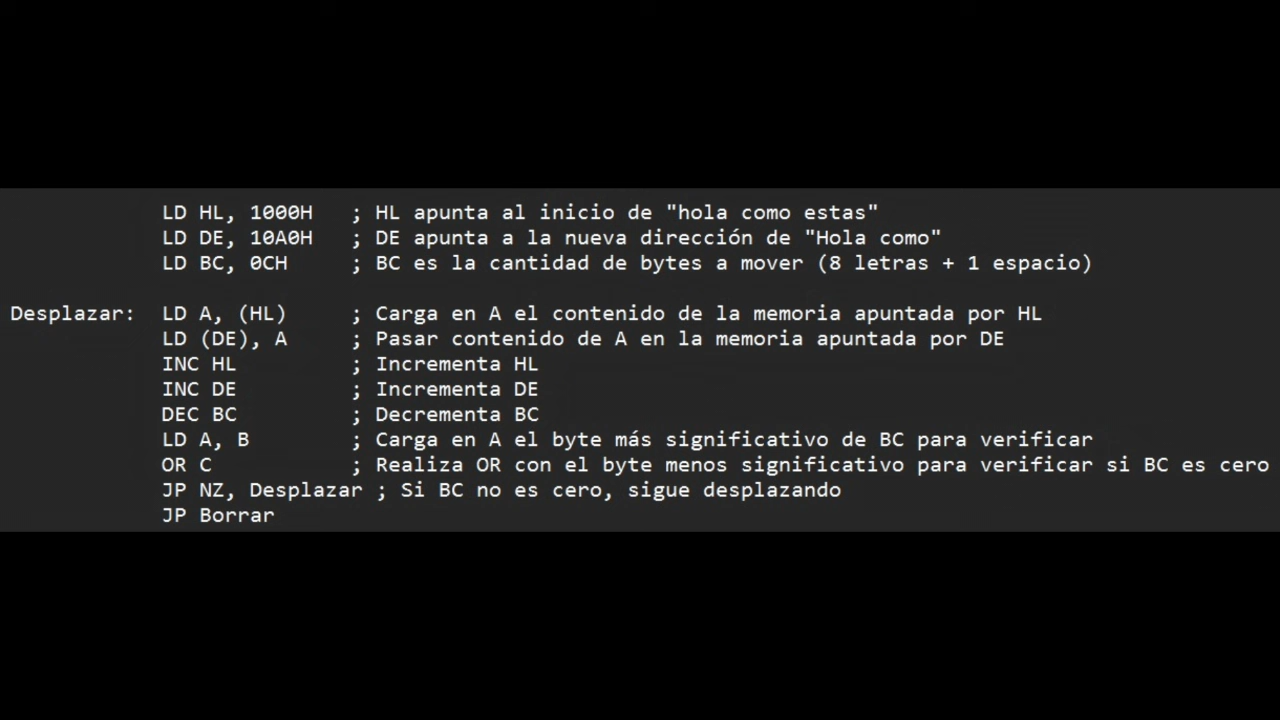 LD HL, 1000H ; HL apunta al inicio de "hola como estas"
LD DE, 10A0H ; DE apunta a la nueva dirección de "Hola como"
LD BC, 0CH ; BC es la cantidad de bytes a mover (8 letras + 1 espacio)
Desplazar: LD A, (HL) ; Carga en A el contenido de la memoria apuntada por HL
LD (DE), A ; Pasar contenido de A en la memoria apuntada por DE
INC HL ; Incrementa HL
INC DE ; Incrementa DE
DEC BC ; Decrementa BC
LD A, B ; Carga en A el byte más significativo de BC para verificar
OR C ; Realiza OR con el byte menos significativo para verificar si BC es cero
JP NZ, Desplazar ; Si BC no es cero, sigue desplazando
JP Borrar